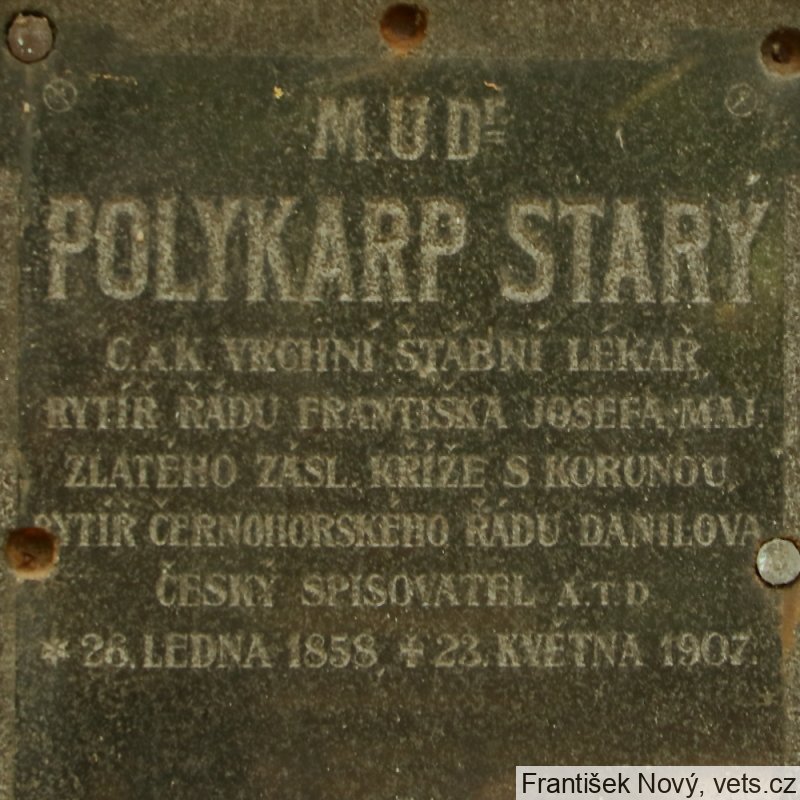 M.U.Dr
POLYKARP STARÝ
C.A.K. VRCHNÍ ŠTÁBNÍ LÉKAŘ,
RYTÍŘ ŘÁDU FRANTIŠKA JOSEFA, MAJ.
ZLATÉHO ZÁSL. KŘÍŽE S KORUNOU,
RYTÍŘ ČERNOHORSKÉHO ŘÁDU DANILOVA
ČESKÝ SPISOVATEL A.T.D.
* 26. LEDNA 1858, + 23. KVĚTNA 1907.
František Nový, vets.cz